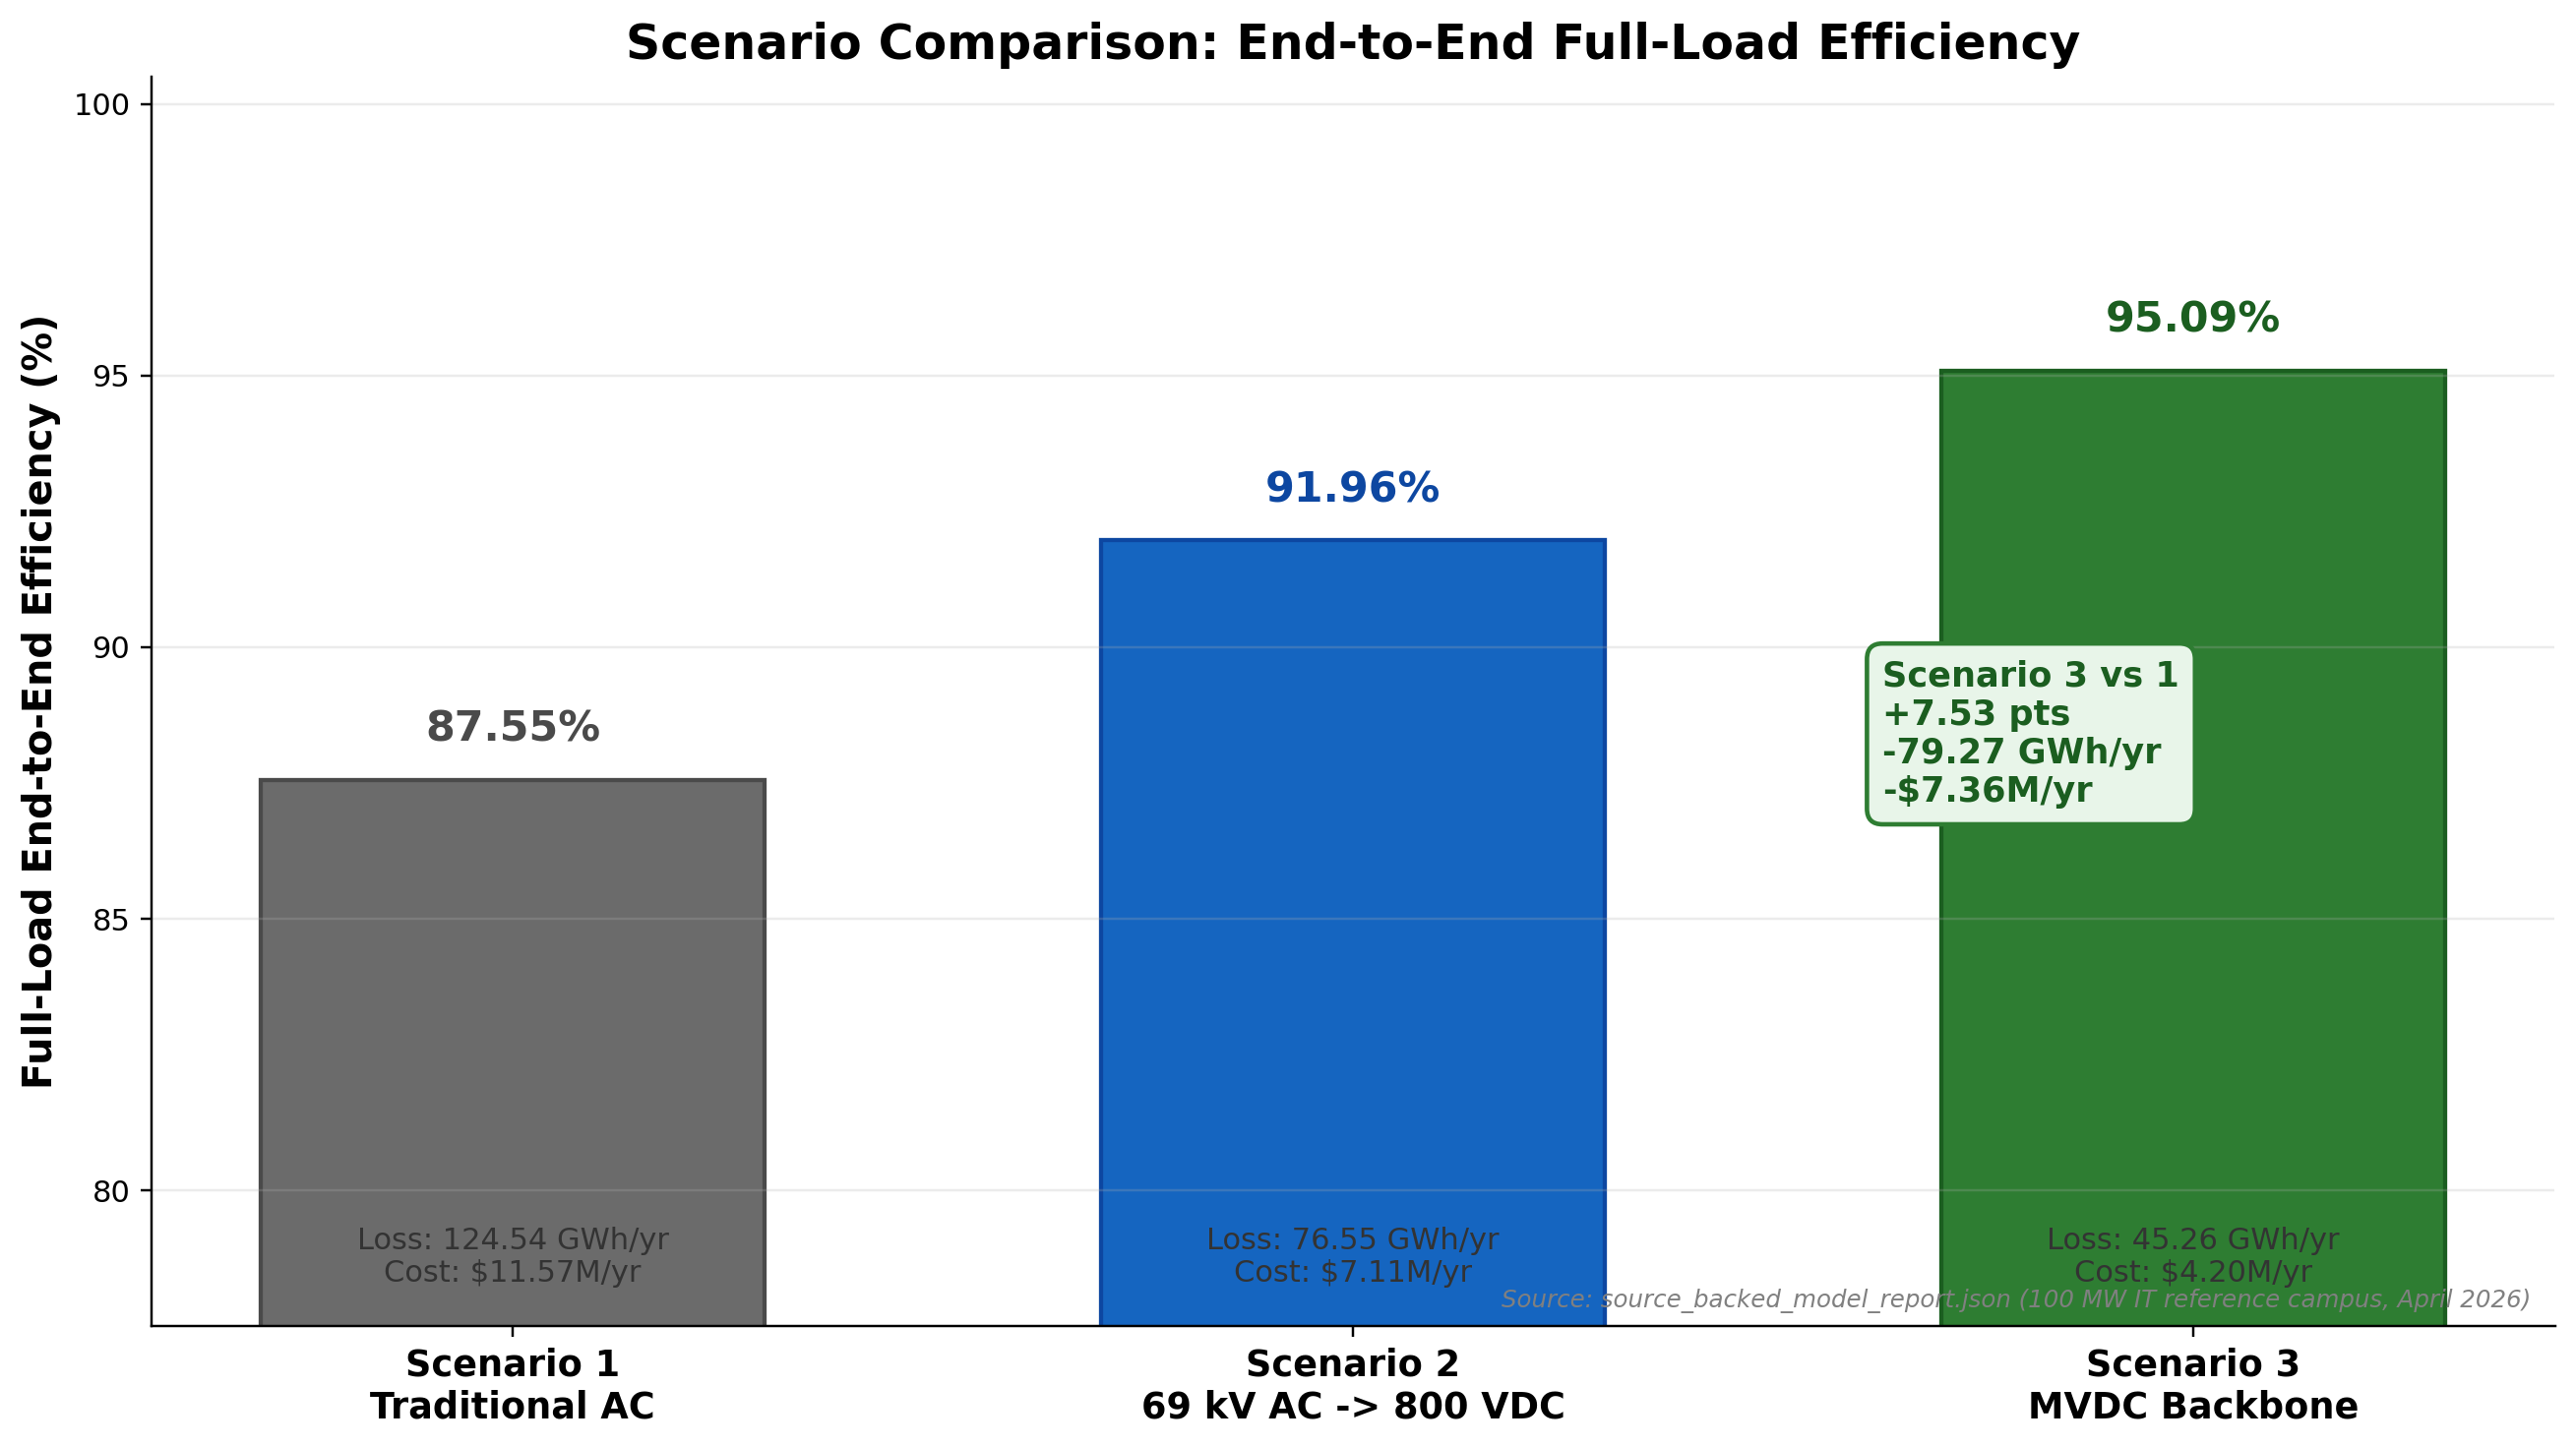 Scenario Comparison: End-to-End Full-Load Efficiency
Full-Load End-to-End Efficiency (%)
100
95
90
85
80
87.55%
91.96%
95.09%
Scenario 3 vs 1
+7.53 pts
-79.27 GWh/yr
-$7.36M/yr
Loss: 124.54 GWh/yr
Cost: $11.57M/yr
Loss: 76.55 GWh/yr
Cost: $7.11M/yr
Loss: 45.26 GWh/yr
Cost: $4.20M/yr
Source: source_backed_model_report.json (100 MW IT reference campus, April 2026)
Scenario 1
Traditional AC
Scenario 2
69 kV AC -> 800 VDC
Scenario 3
MVDC Backbone